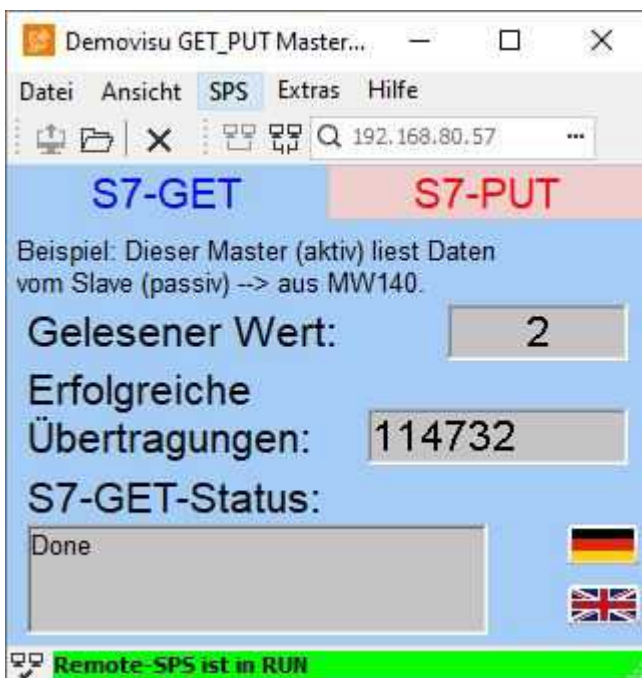 Demovisu GET_PUT Master...
Datei Ansicht SPS Extras Hilfe
192.168.80.57 ...
S7-GET S7-PUT
Beispiel: Dieser Master (aktiv) liest Daten
vom Slave (passiv) --> aus MW140.
Gelesener Wert: 2
Erfolgreiche
Übertragungen: 114732
S7-GET-Status:
Done
Remote-SPS ist in RUN